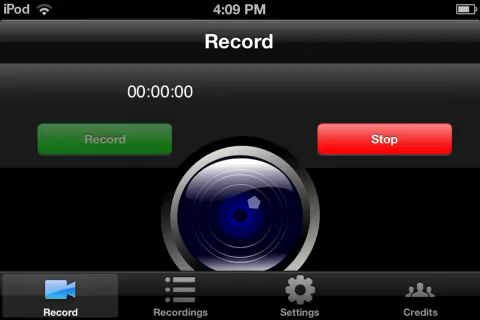 iPod 4:09 PM
Record
00:00:00
Record Stop
Record Recordings Settings Credits